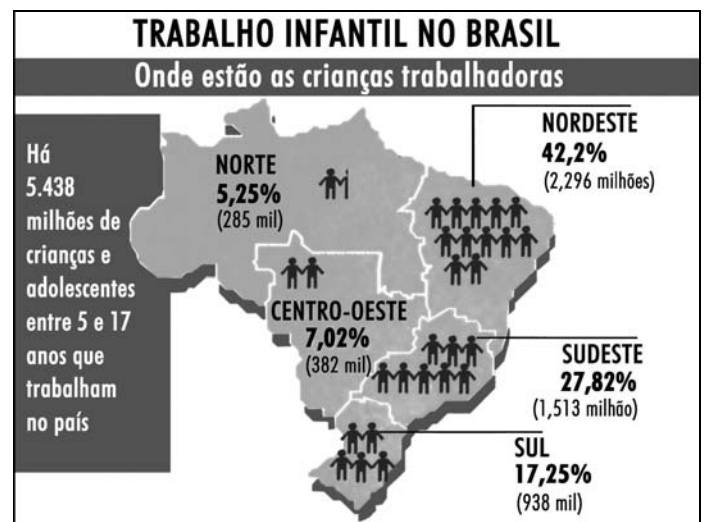 TRABALHO INFANTIL NO BRASIL
Onde estão as crianças trabalhadoras
Há
5.438
milhões de
crianças e
adolescentes
entre 5 e 17
anos que
trabalham
no país
NORTE
5,25%
(285 mil)
NORDESTE
42,2%
(2,296 milhões)
CENTRO-OESTE
7,02%
(382 mil)
SUDESTE
27,82%
(1,513 milhão)
SUL
17,25%
(938 mil)